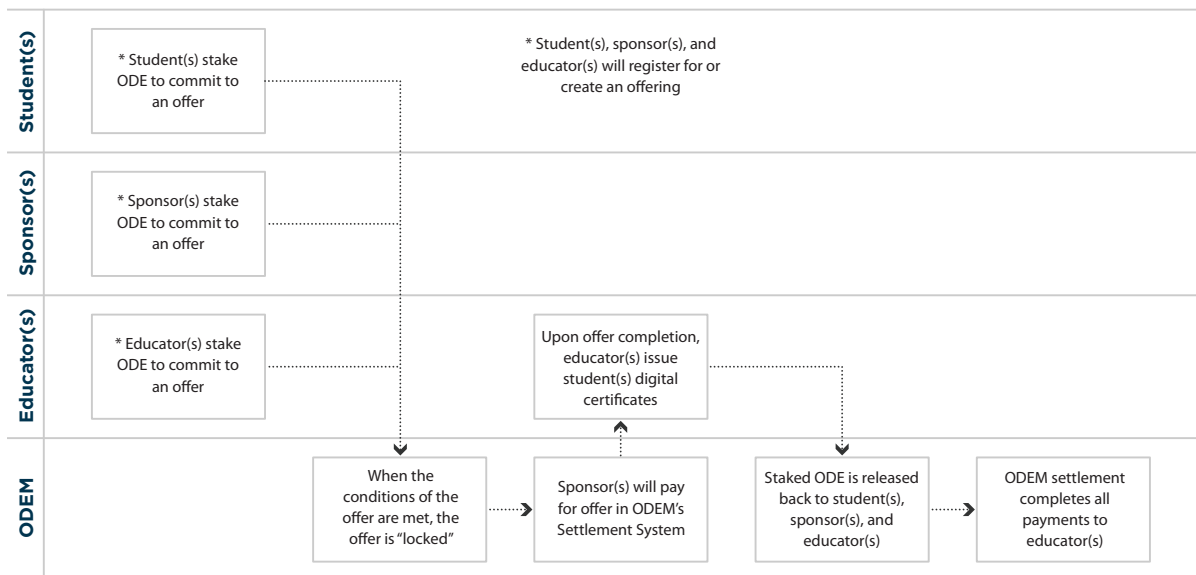 Student(s)
* Student(s) stake
ODE to commit to
an offer
* Student(s), sponsor(s), and
educator(s) will register for or
create an offering
Sponsor(s)
* Sponsor(s) stake
ODE to commit to
an offer
Educator(s)
* Educator(s) stake
ODE to commit to
an offer
Upon offer completion,
educator(s) issue
student(s) digital
certificates
ODEM
When the
conditions of the
offer are met, the
offer is “locked”
Sponsor(s) will pay
for offer in ODEM’s
Settlement System
Staked ODE is released
back to student(s),
sponsor(s), and
educator(s)
ODEM settlement
completes all
payments to
educator(s)